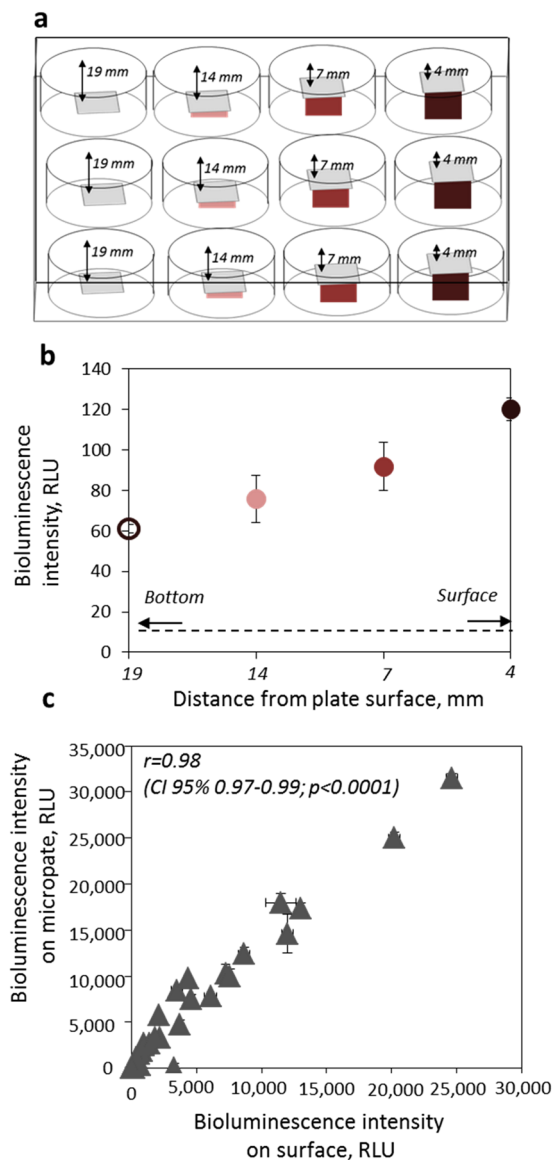 a
19 mm 14 mm 7 mm 4 mm
19 mm 14 mm 7 mm 4 mm
19 mm 14 mm 7 mm 4 mm
b
Bioluminescence
intensity, RLU
140
120
100
80
60
40
20
0
Bottom Surface
19 14 7 4
Distance from plate surface, mm
c
Bioluminescence intensity
on micropate, RLU
35,000
30,000
25,000
20,000
15,000
10,000
5,000
0
r=0.98
(CI 95% 0.97-0.99; p<0.0001)
0 5,000 10,000 15,000 20,000 25,000 30,000
Bioluminescence intensity
on surface, RLU